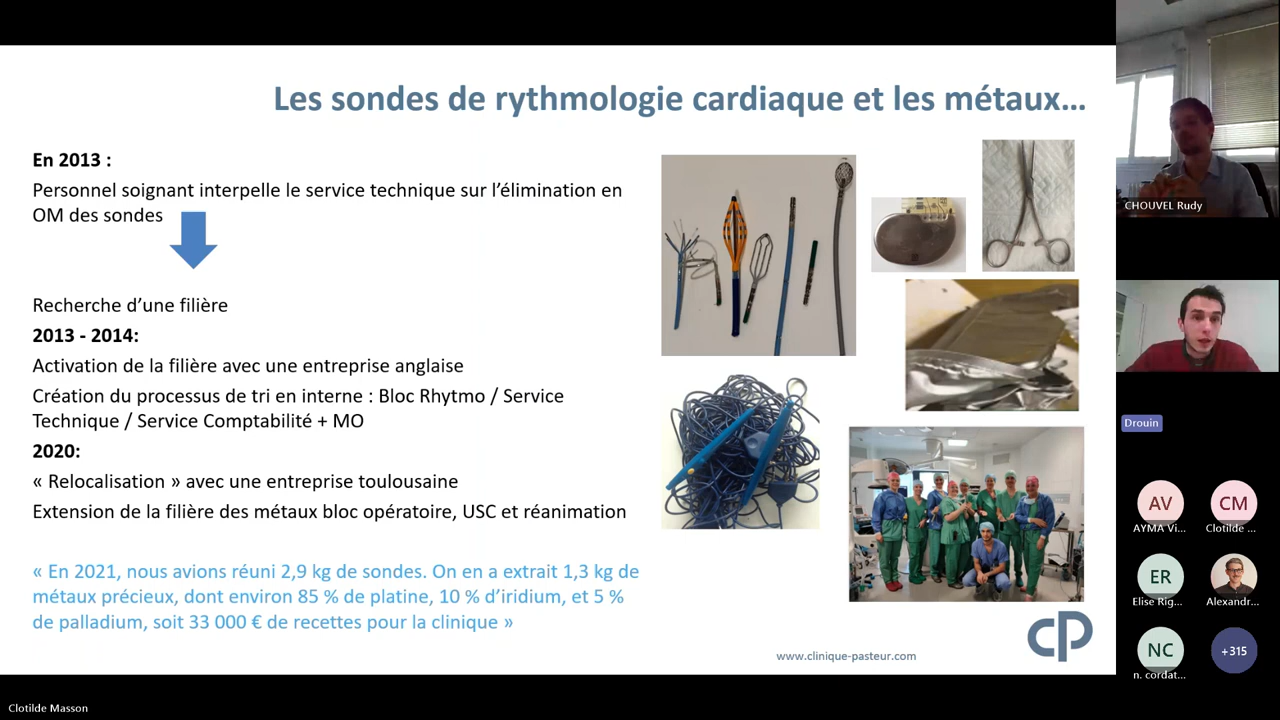 Les sondes de rythmologie cardiaque et les métaux…
En 2013 :
Personnel soignant interpelle le service technique sur l’élimination en
OM des sondes
Recherche d’une filière
2013 - 2014:
Activation de la filière avec une entreprise anglaise
Création du processus de tri en interne : Bloc Rhytmo / Service
Technique / Service Comptabilité + MO
2020:
« Relocalisation » avec une entreprise toulousaine
Extension de la filière des métaux bloc opératoire, USC et réanimation
« En 2021, nous avions réuni 2,9 kg de sondes. On en a extrait 1,3 kg de
métaux précieux, dont environ 85 % de platine, 10 % d’iridium, et 5 %
de palladium, soit 33 000 € de recettes pour la clinique »
www.clinique-pasteur.com
CP
CHOUVEL Rudy
Drouin
AV
CM
AYMA Vi...
Clotilde ...
ER
Elise Rig...
Alexandr...
NC
+315
n. cordat...
Clotilde Masson